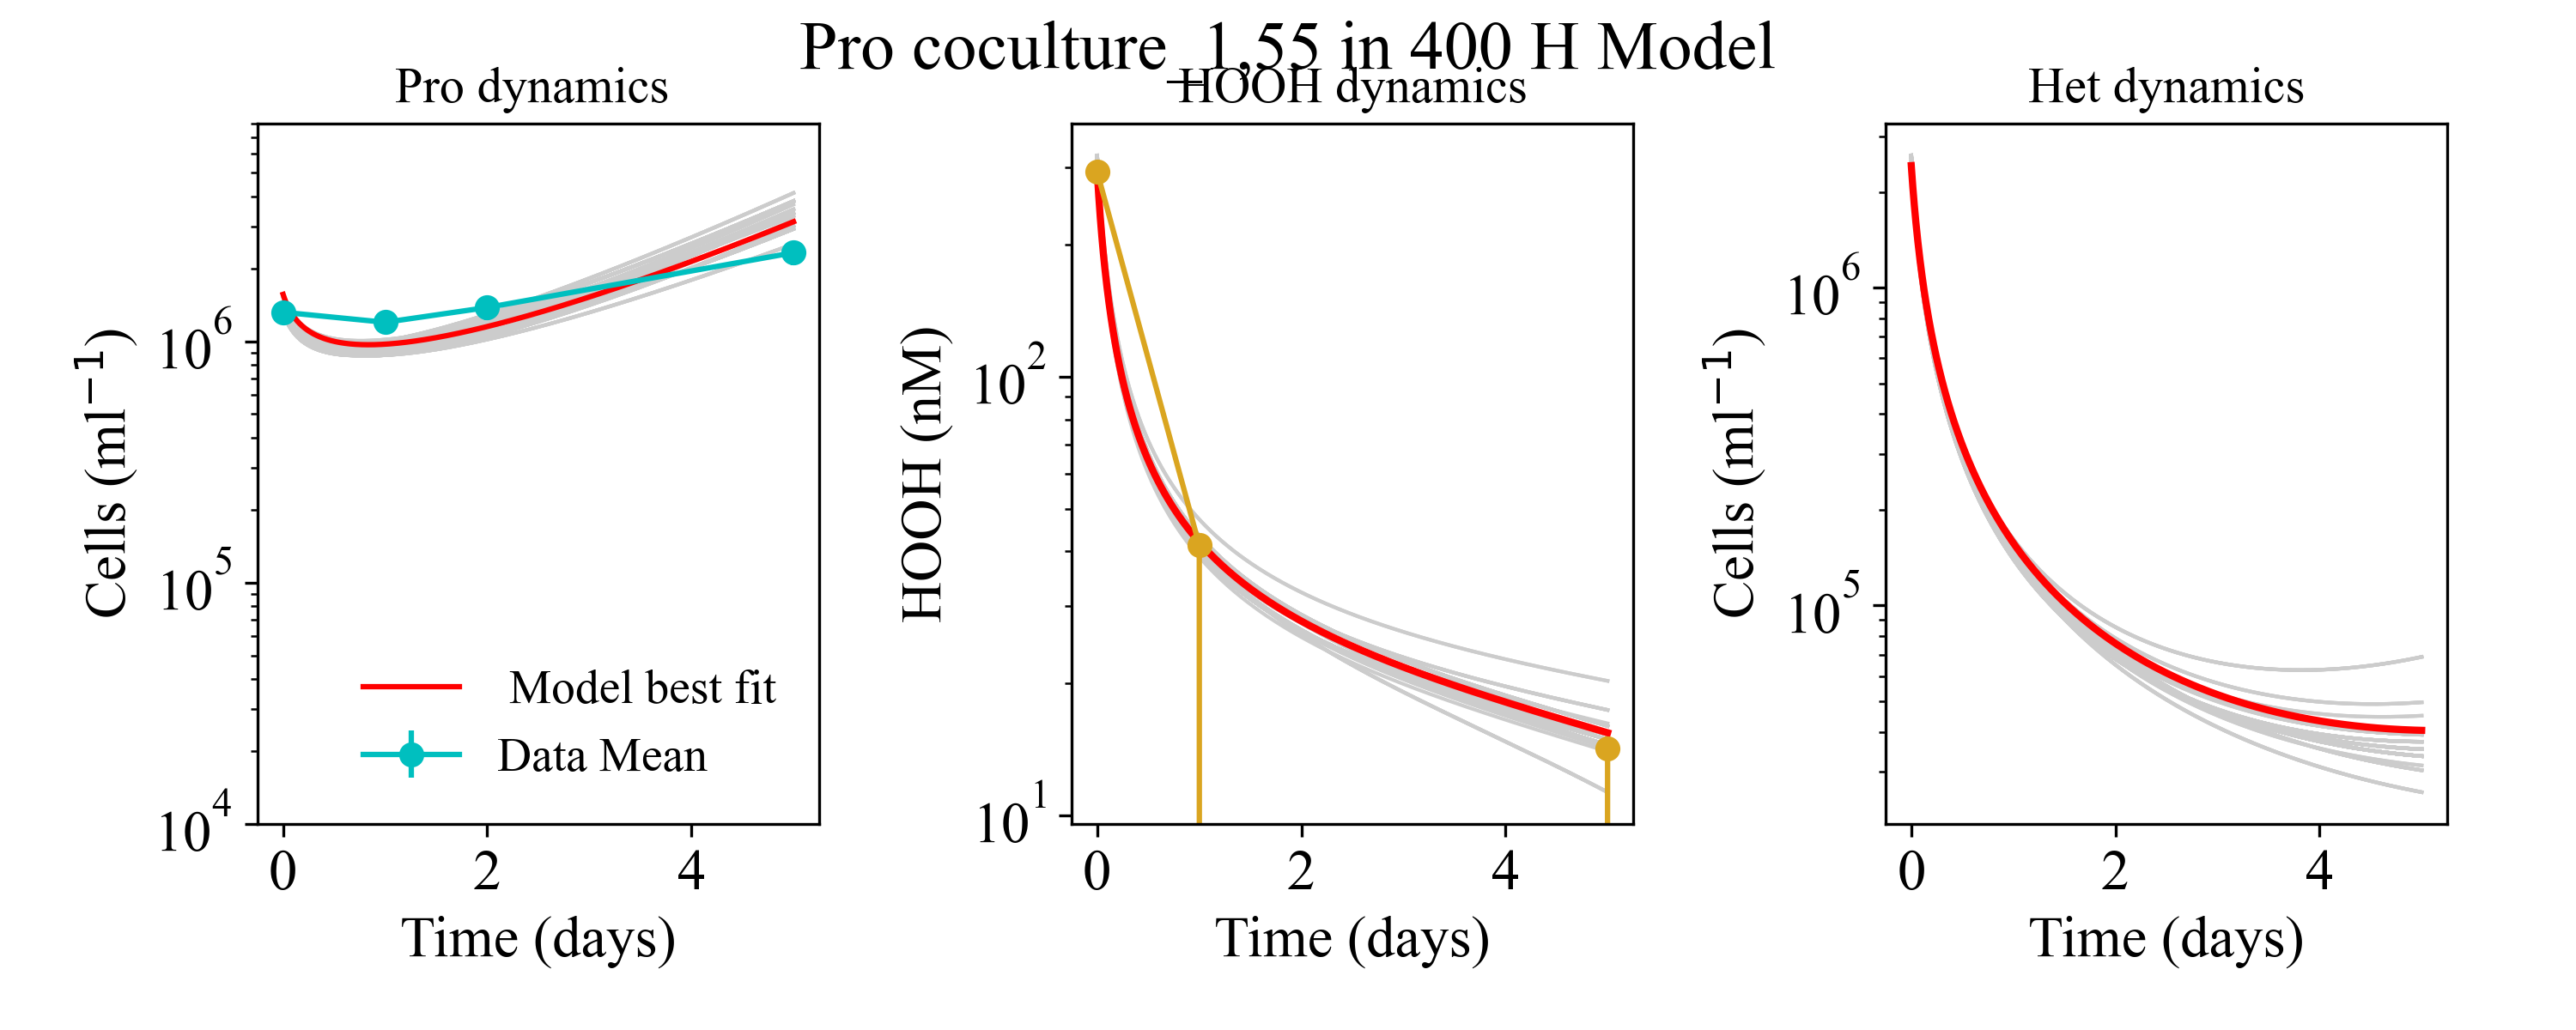 Pro coculture_1,55 in 400 H Model
Pro dynamics
HOOH dynamics
Het dynamics
Cells (ml⁻¹)
10⁶
10⁵
10⁴
Model best fit
Data Mean
0 2 4
Time (days)
HOOH (nM)
10²
10¹
0 2 4
Time (days)
Cells (ml⁻¹)
10⁶
10⁵
0 2 4
Time (days)